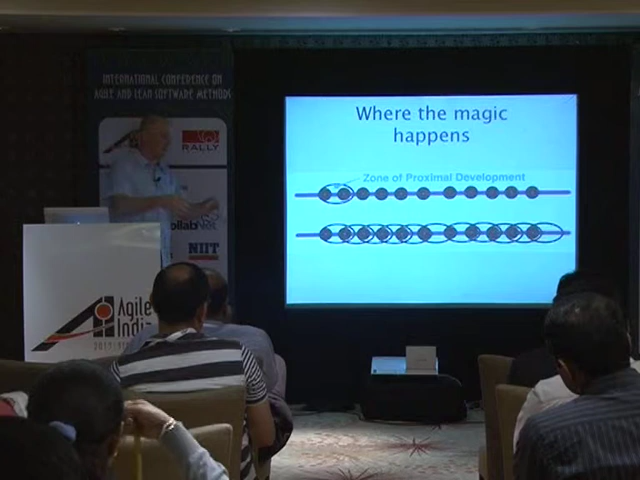 INTERNATIONAL CONFERENCE ON
AGILE AND LEAN SOFTWARE METHODS
RALLY
NIIT
Agile
India
Where the magic
happens
Zone of Proximal Development